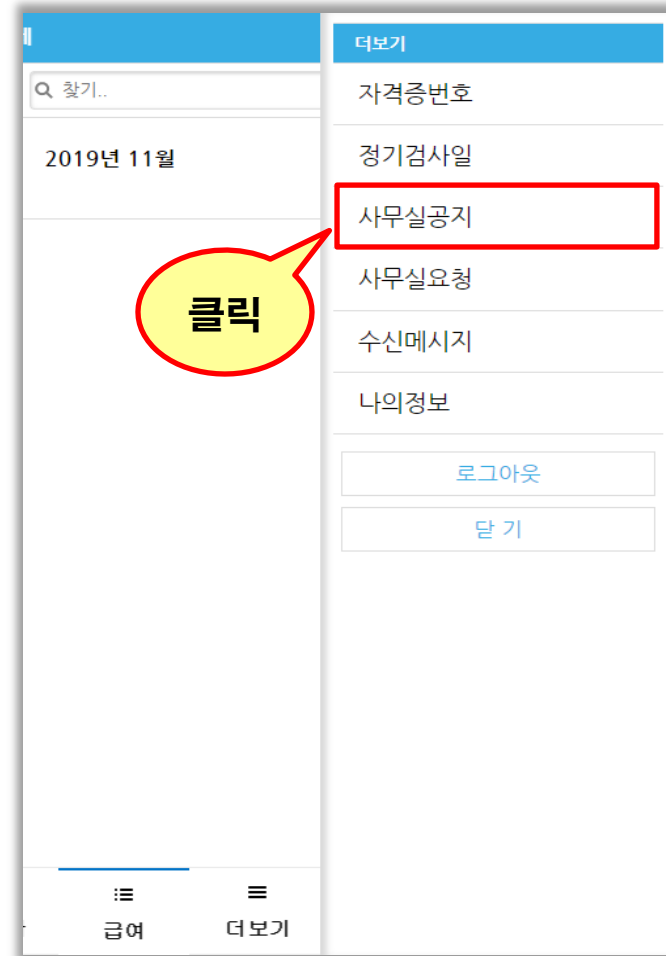 더보기
찾기..
2019년 11월
자격증번호
정기검사일
사무실공지
사무실요청
클릭
수신메시지
나의정보
로그아웃
닫 기
급여
더보기